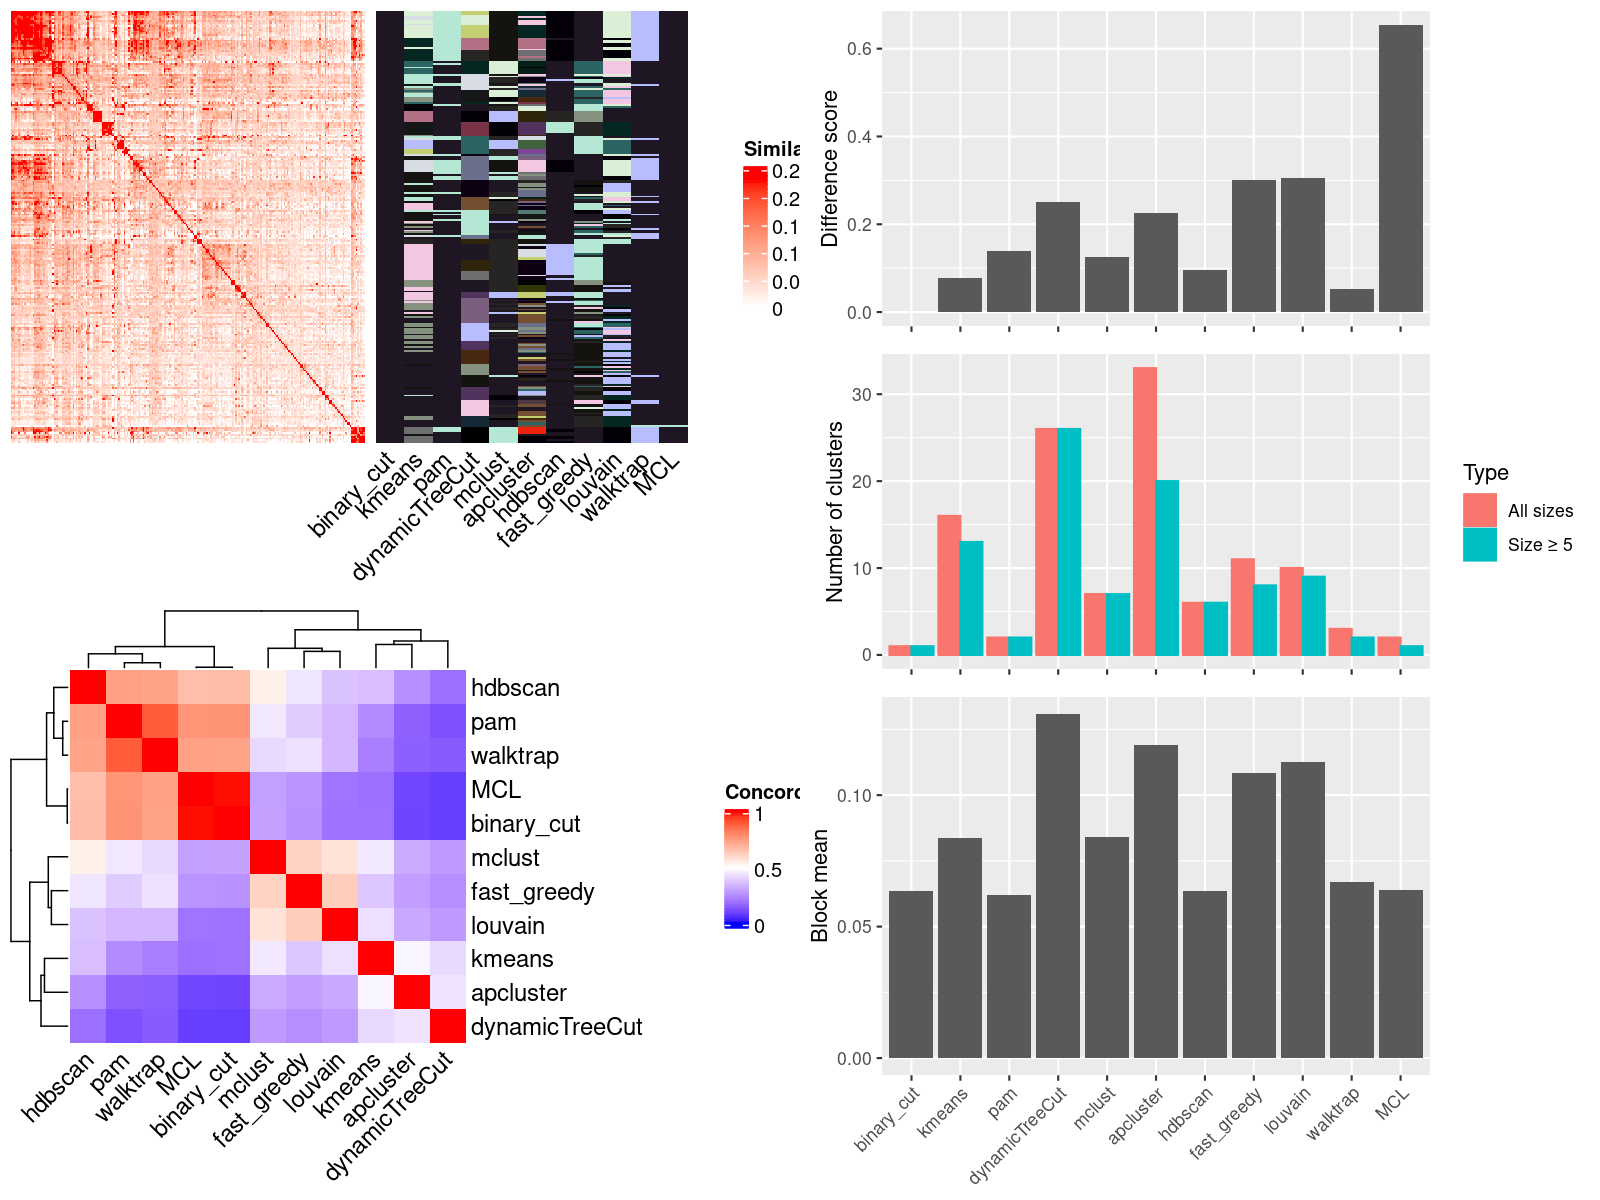 Simila
0.2
0.2
0.1
0.1
0.0
0
binary_cut
kmeans
pam
dynamicTreeCut
mclust
apcluster
hdbscan
fast_greedy
louvain
walktrap
MCL
hdbscan
pam
walktrap
MCL
binary_cut
mclust
fast_greedy
louvain
kmeans
apcluster
dynamicTreeCut
hdbscan
pam
walktrap
MCL
binary_cut
mclust
fast_greedy
louvain
kmeans
apcluster
dynamicTreeCut
Concord
1
0.5
0
Difference score
0.6
0.4
0.2
0.0
Number of clusters
30
20
10
0
Type
All sizes
Size ≥ 5
Block mean
0.10
0.05
0.00
binary_cut
kmeans
pam
dynamicTreeCut
mclust
apcluster
hdbscan
fast_greedy
louvain
walktrap
MCL